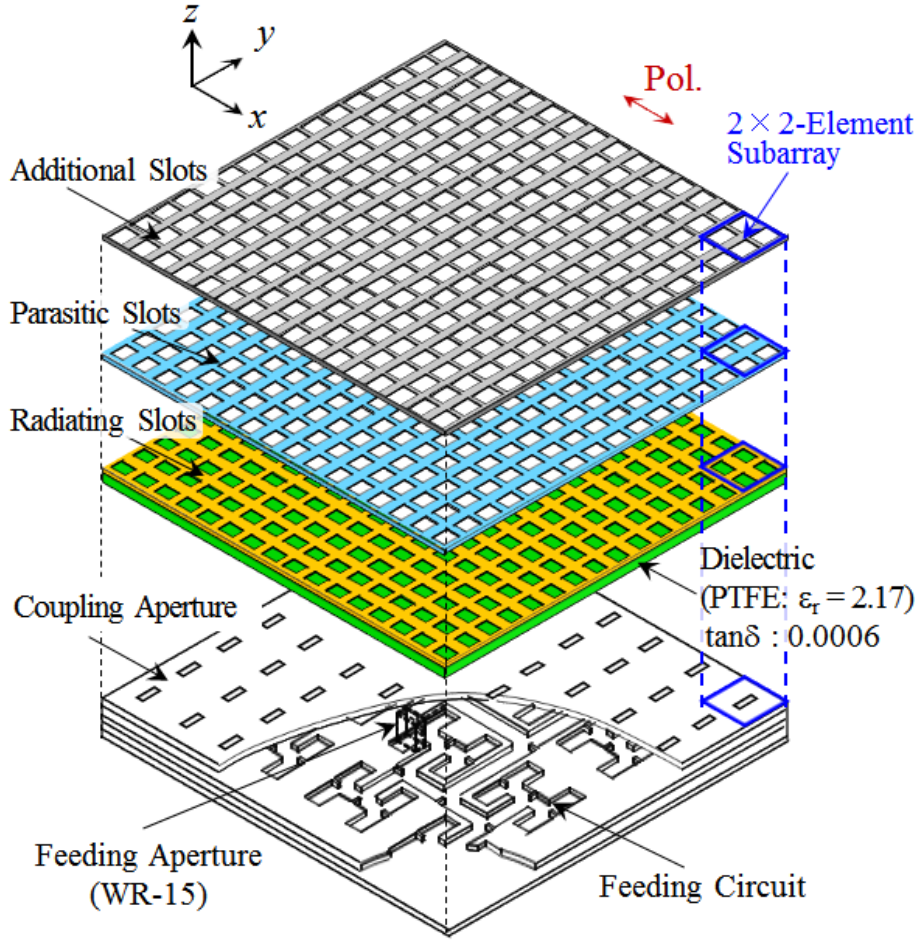 z
y
x
Pol.
2×2-Element
Subarray
Additional Slots
Parasitic Slots
Radiating Slots
Dielectric
(PTFE: εr = 2.17)
tanδ : 0.0006
Coupling Aperture
Feeding Aperture
(WR-15)
Feeding Circuit